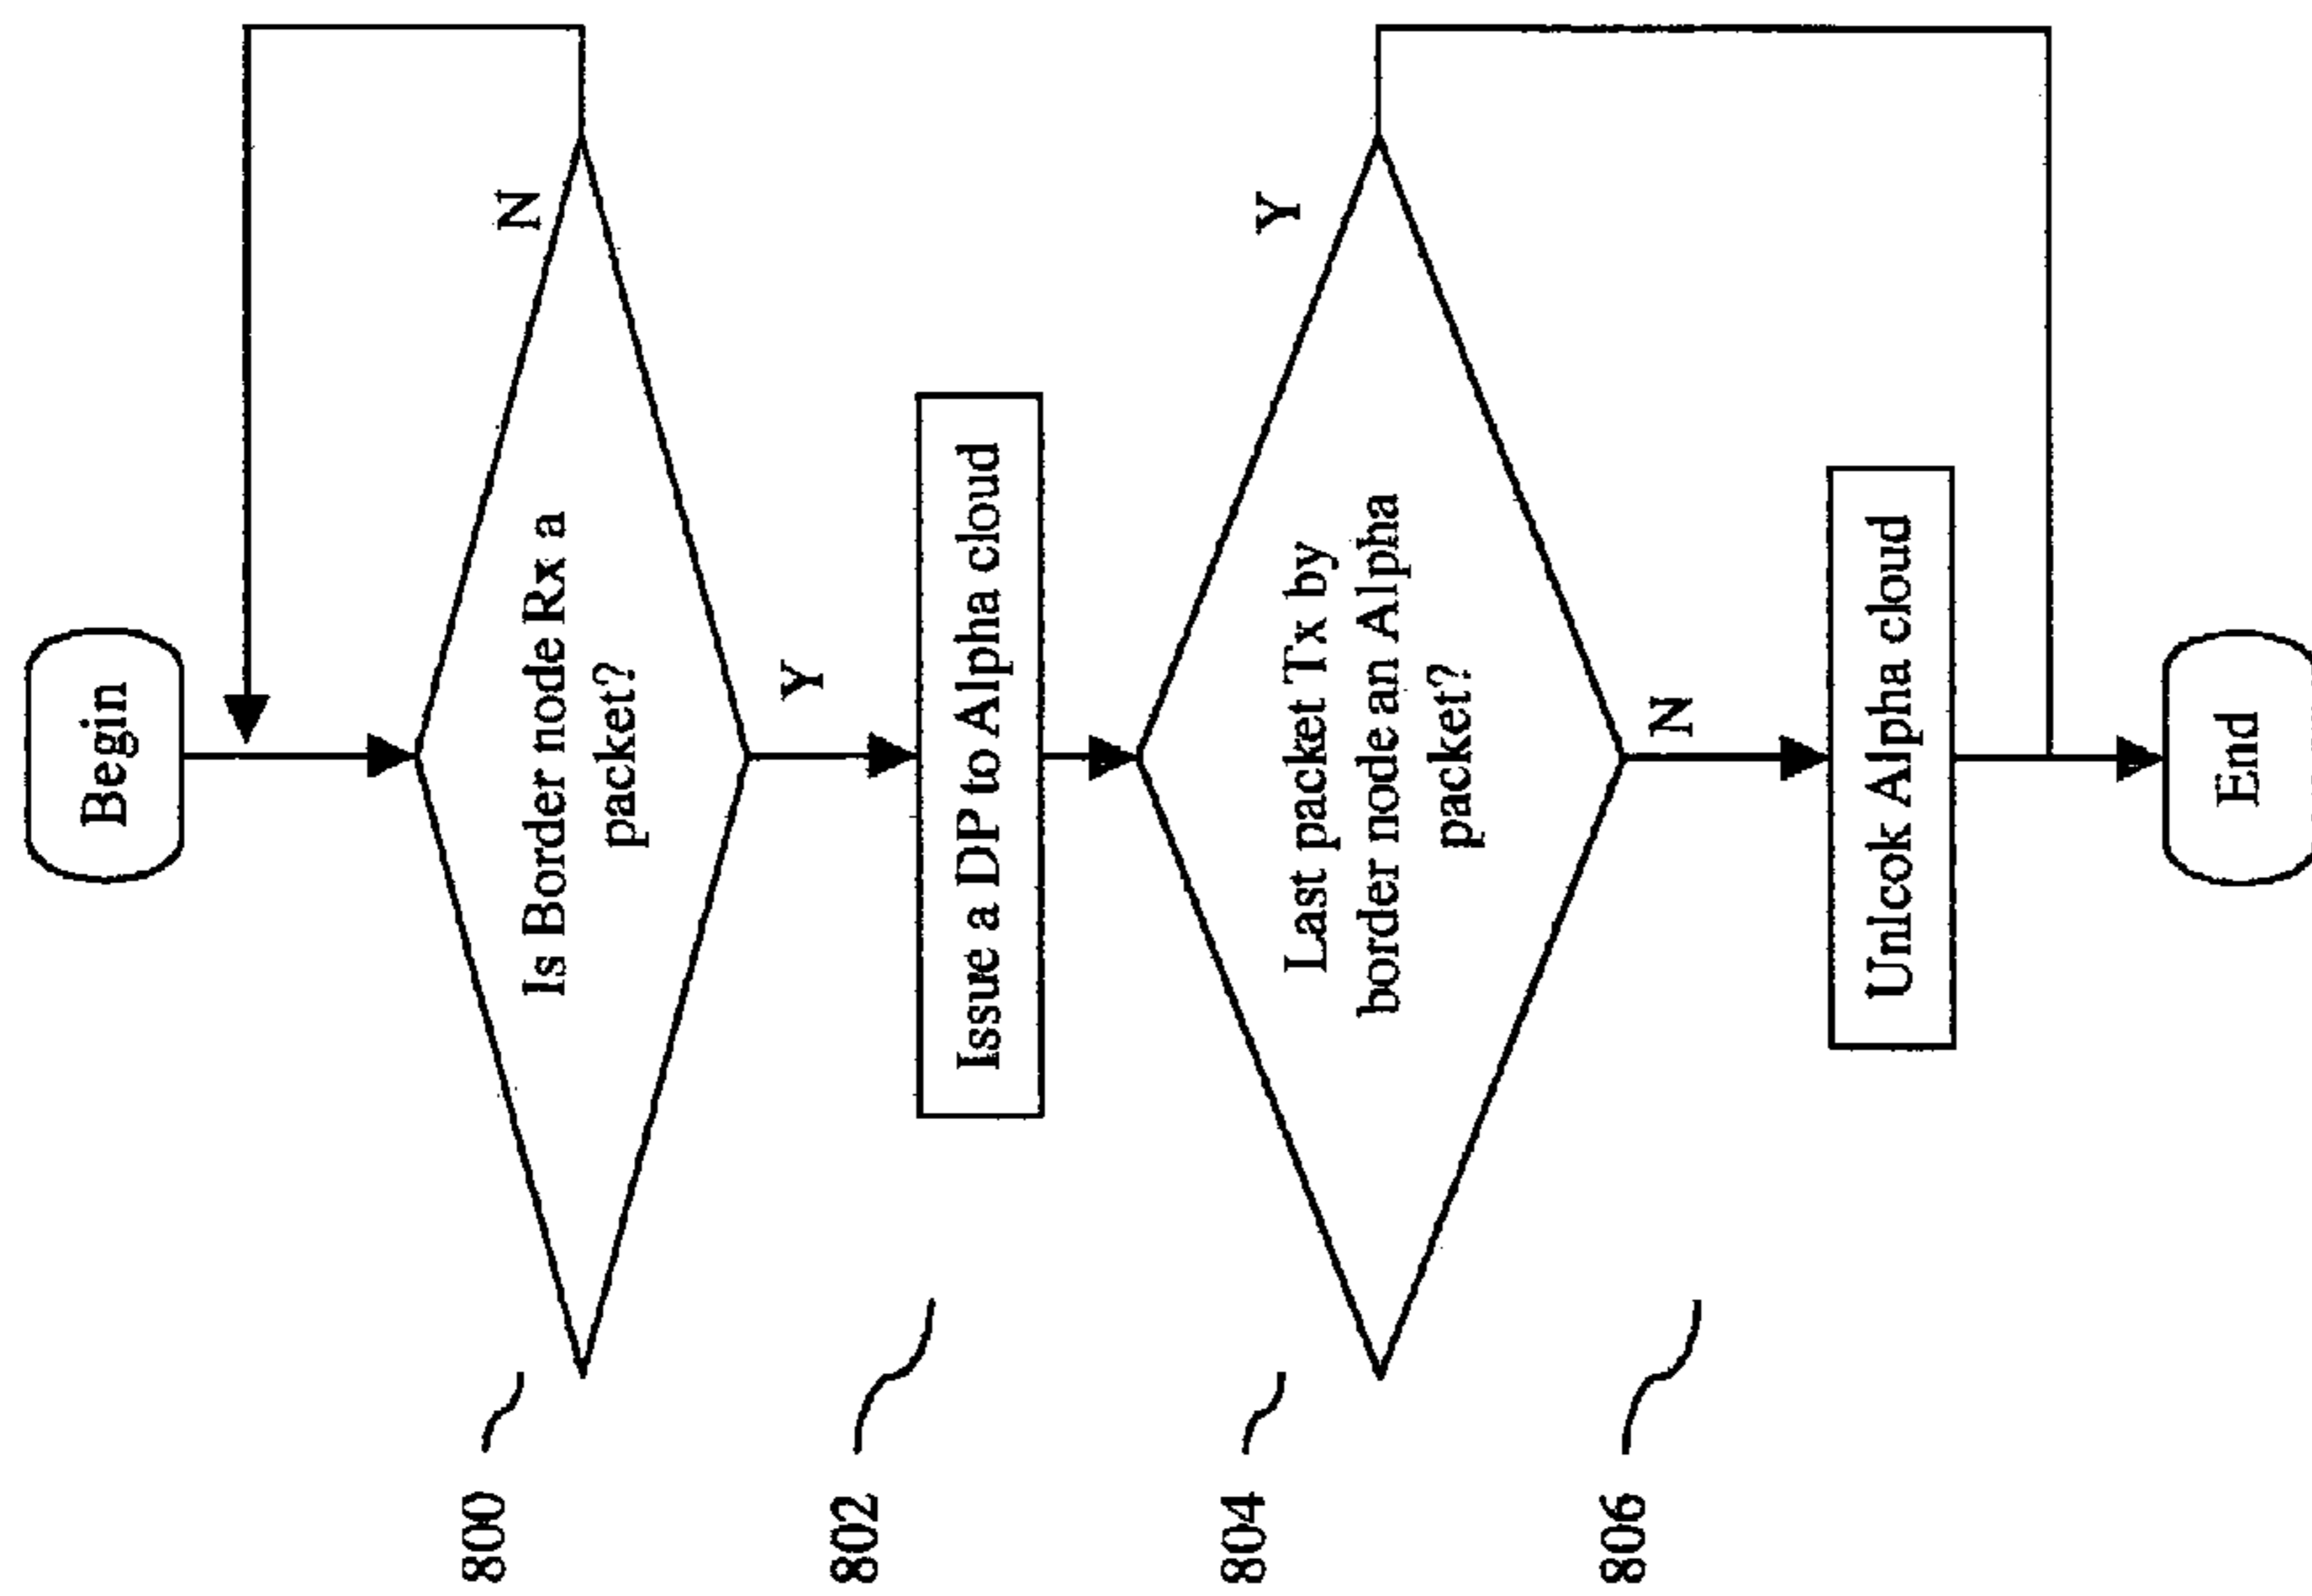 Begin
N
800
Is Border node Rx a
packet?
Y
802
Issue a DP to Alpha cloud
Y
804
Last packet Tx by
border node an Alpha
packet?
N
806
Unlcok Alpha cloud
End